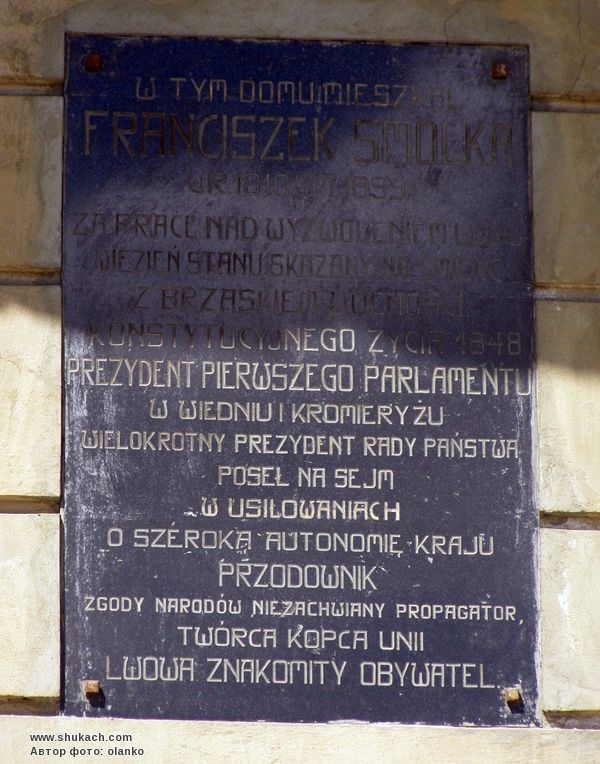 W TYM DOMU MIESZKAŁ
FRANCISZEK SMOLKA
UR. 1810 UM. 1899
ZA PRACE NAD WYZWOLENIEM LUDU
WIĘZIEŃ STANU SKAZANY NA ŚMIERĆ
Z BRZASKIEM WOLNOŚCI
KONSTYTUCYJNEGO ŻYCIA 1848
PREZYDENT PIERWSZEGO PARLAMENTU
W WIEDNIU I KROMIERYŻU
WIELOKROTNY PREZYDENT RADY PAŃSTWA
POSEŁ NA SEJM
W USIŁOWANIACH
O SZEROKĄ AUTONOMIĘ KRAJU
PRZODOWNIK
ZGODY NARODÓW NIEZACHWIANY PROPAGATOR,
TWÓRCA KOPCA UNII
LWOWA ZNAKOMITY OBYWATEL.
www.shukach.com
Автор фото: olanko